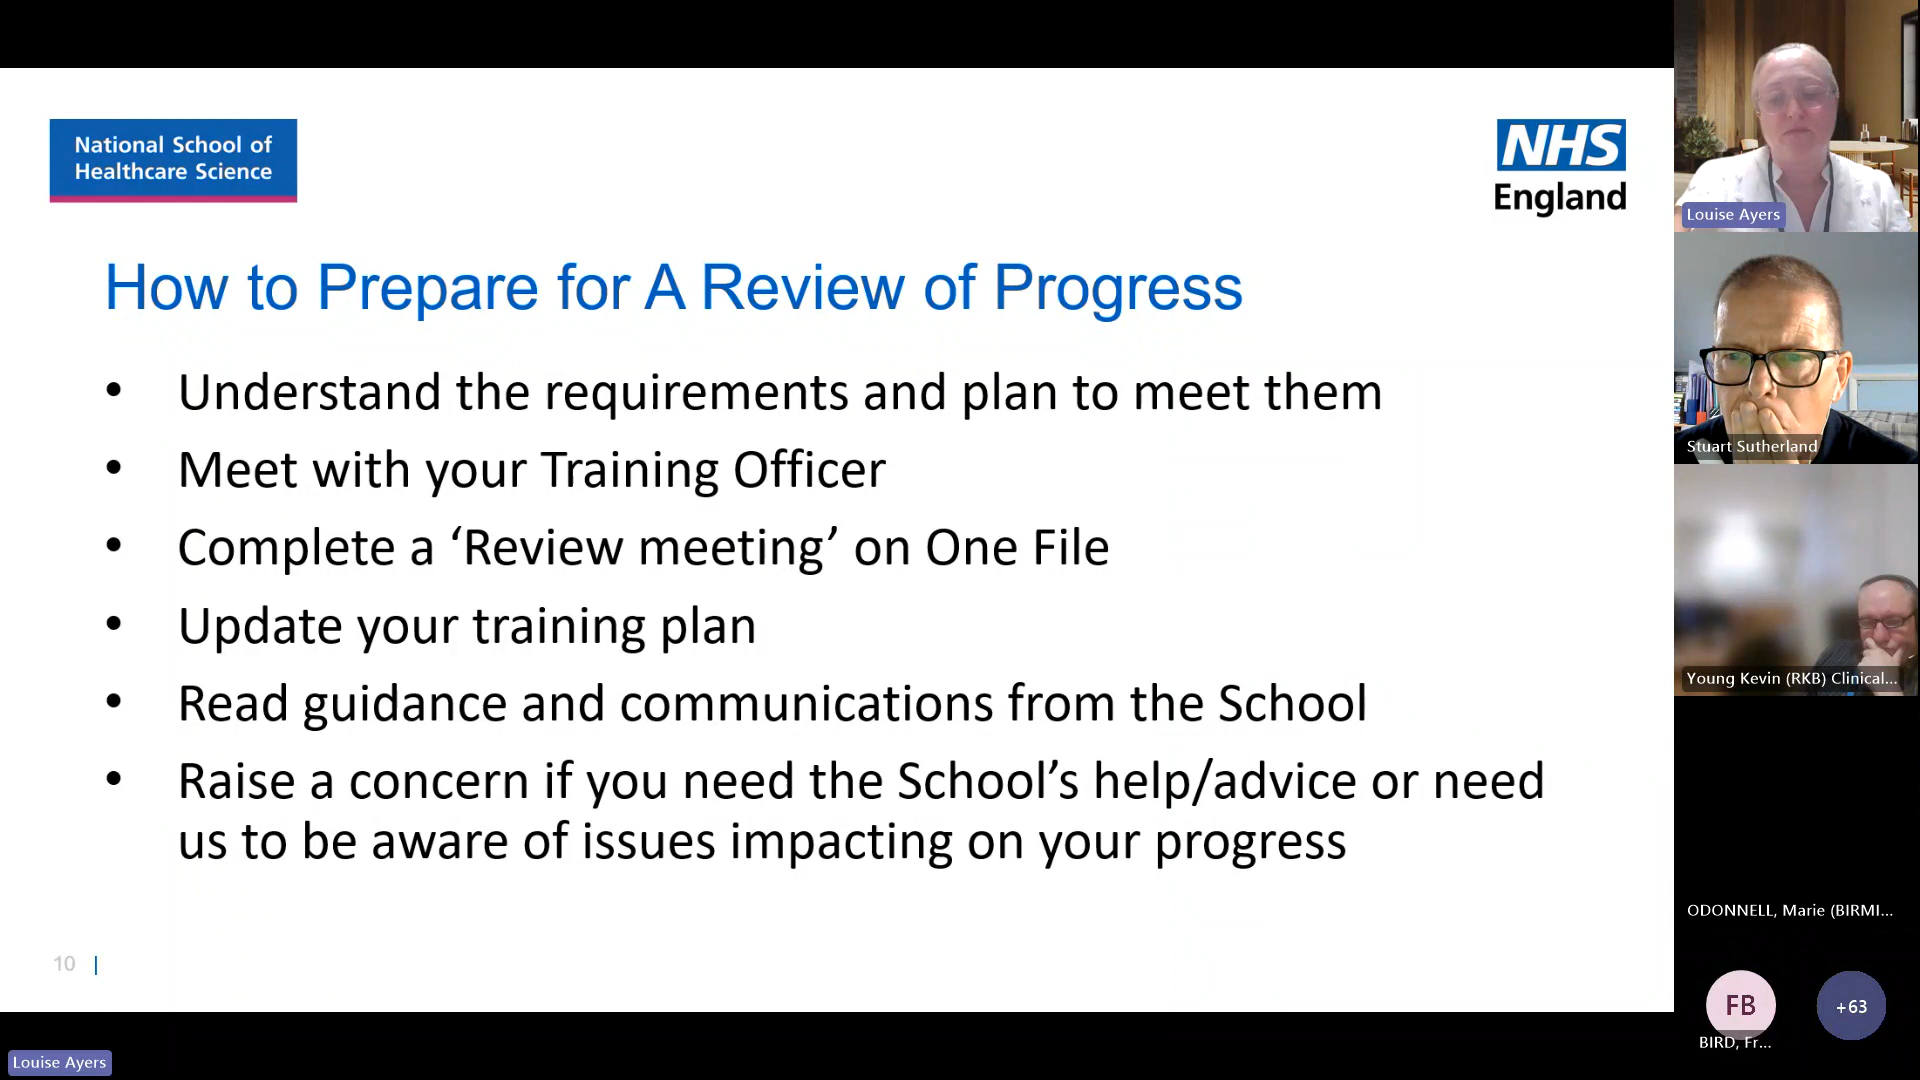 National School of
Healthcare Science
NHS
England
How to Prepare for A Review of Progress
• Understand the requirements and plan to meet them
• Meet with your Training Officer
• Complete a ‘Review meeting’ on One File
• Update your training plan
• Read guidance and communications from the School
• Raise a concern if you need the School’s help/advice or need
us to be aware of issues impacting on your progress
10
Louise Ayers
Louise Ayers
Stuart Sutherland
Young Kevin (RKB) Clinical...
ODONNELL, Marie (BIRMI...
FB
+63
BIRD, Fr...